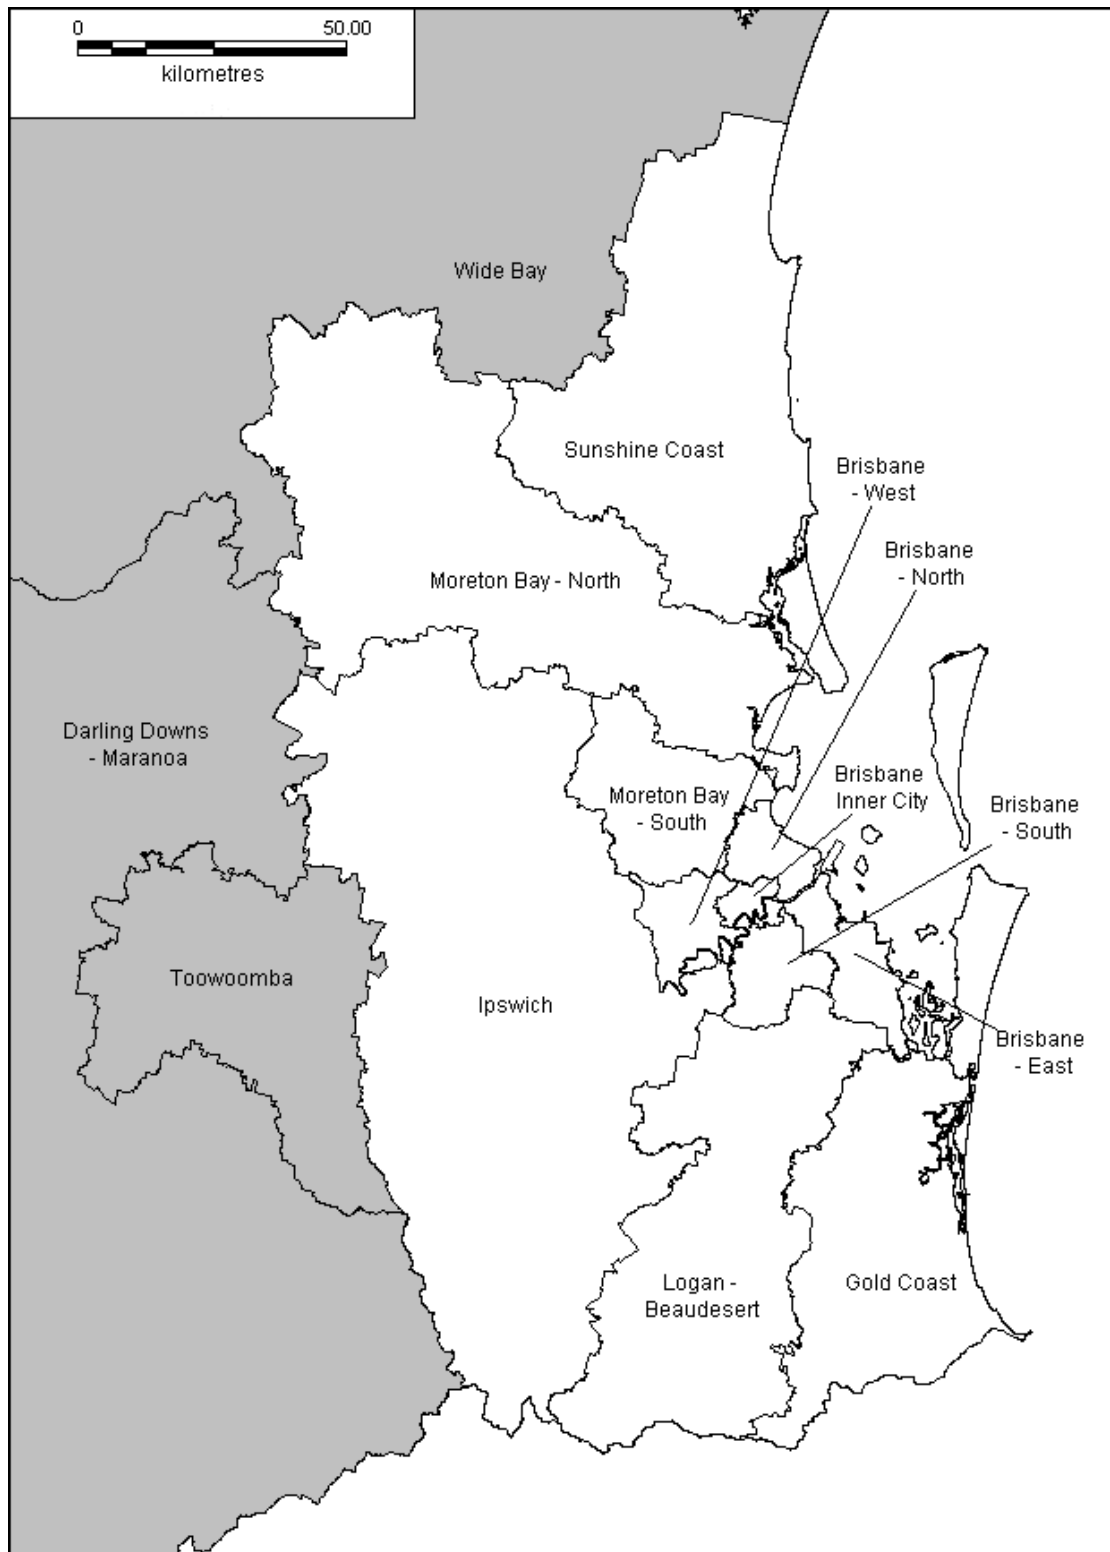 0 50.00
kilometres
Wide Bay
Sunshine Coast
Brisbane
- West
Brisbane
- North
Moreton Bay - North
Darling Downs
- Maranoa
Moreton Bay
- South
Brisbane
Inner City
Brisbane
- South
Toowoomba
Ipswich
Brisbane
- East
Logan -
Beaudesert
Gold Coast